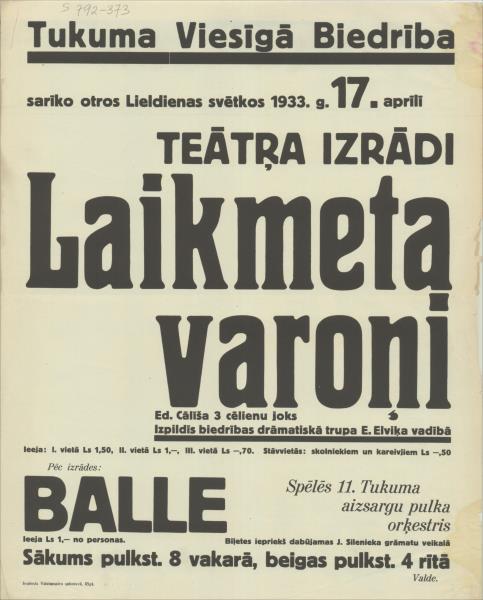 S 792-373
Tukuma Viesīgā Biedrība
sarīko otros Lieldienas svētkos 1933. g. 17. aprīlī
TEĀTŖA IZRĀDI
Laikmeta
varoņi
Ed. Cālīša 3 cēlienu joks
Izpildīs biedrības drāmatiskā trupa E. Elviķa vadībā
Ieeja: I. vietā Ls 1,50, II. vietā Ls 1,–, III. vietā Ls –,70. Stāvvietās: skolniekiem un kareivjiem Ls –,50
Pēc izrādes:
BALLE
Spēlēs 11. Tukuma
aizsargu pulka
orķestris
Ieeja Ls 1,– no personas.
Biļetes iepriekš dabūjamas J. Silenieka grāmatu veikalā
Sākums pulkst. 8 vakarā, beigas pulkst. 4 rītā
Valde.